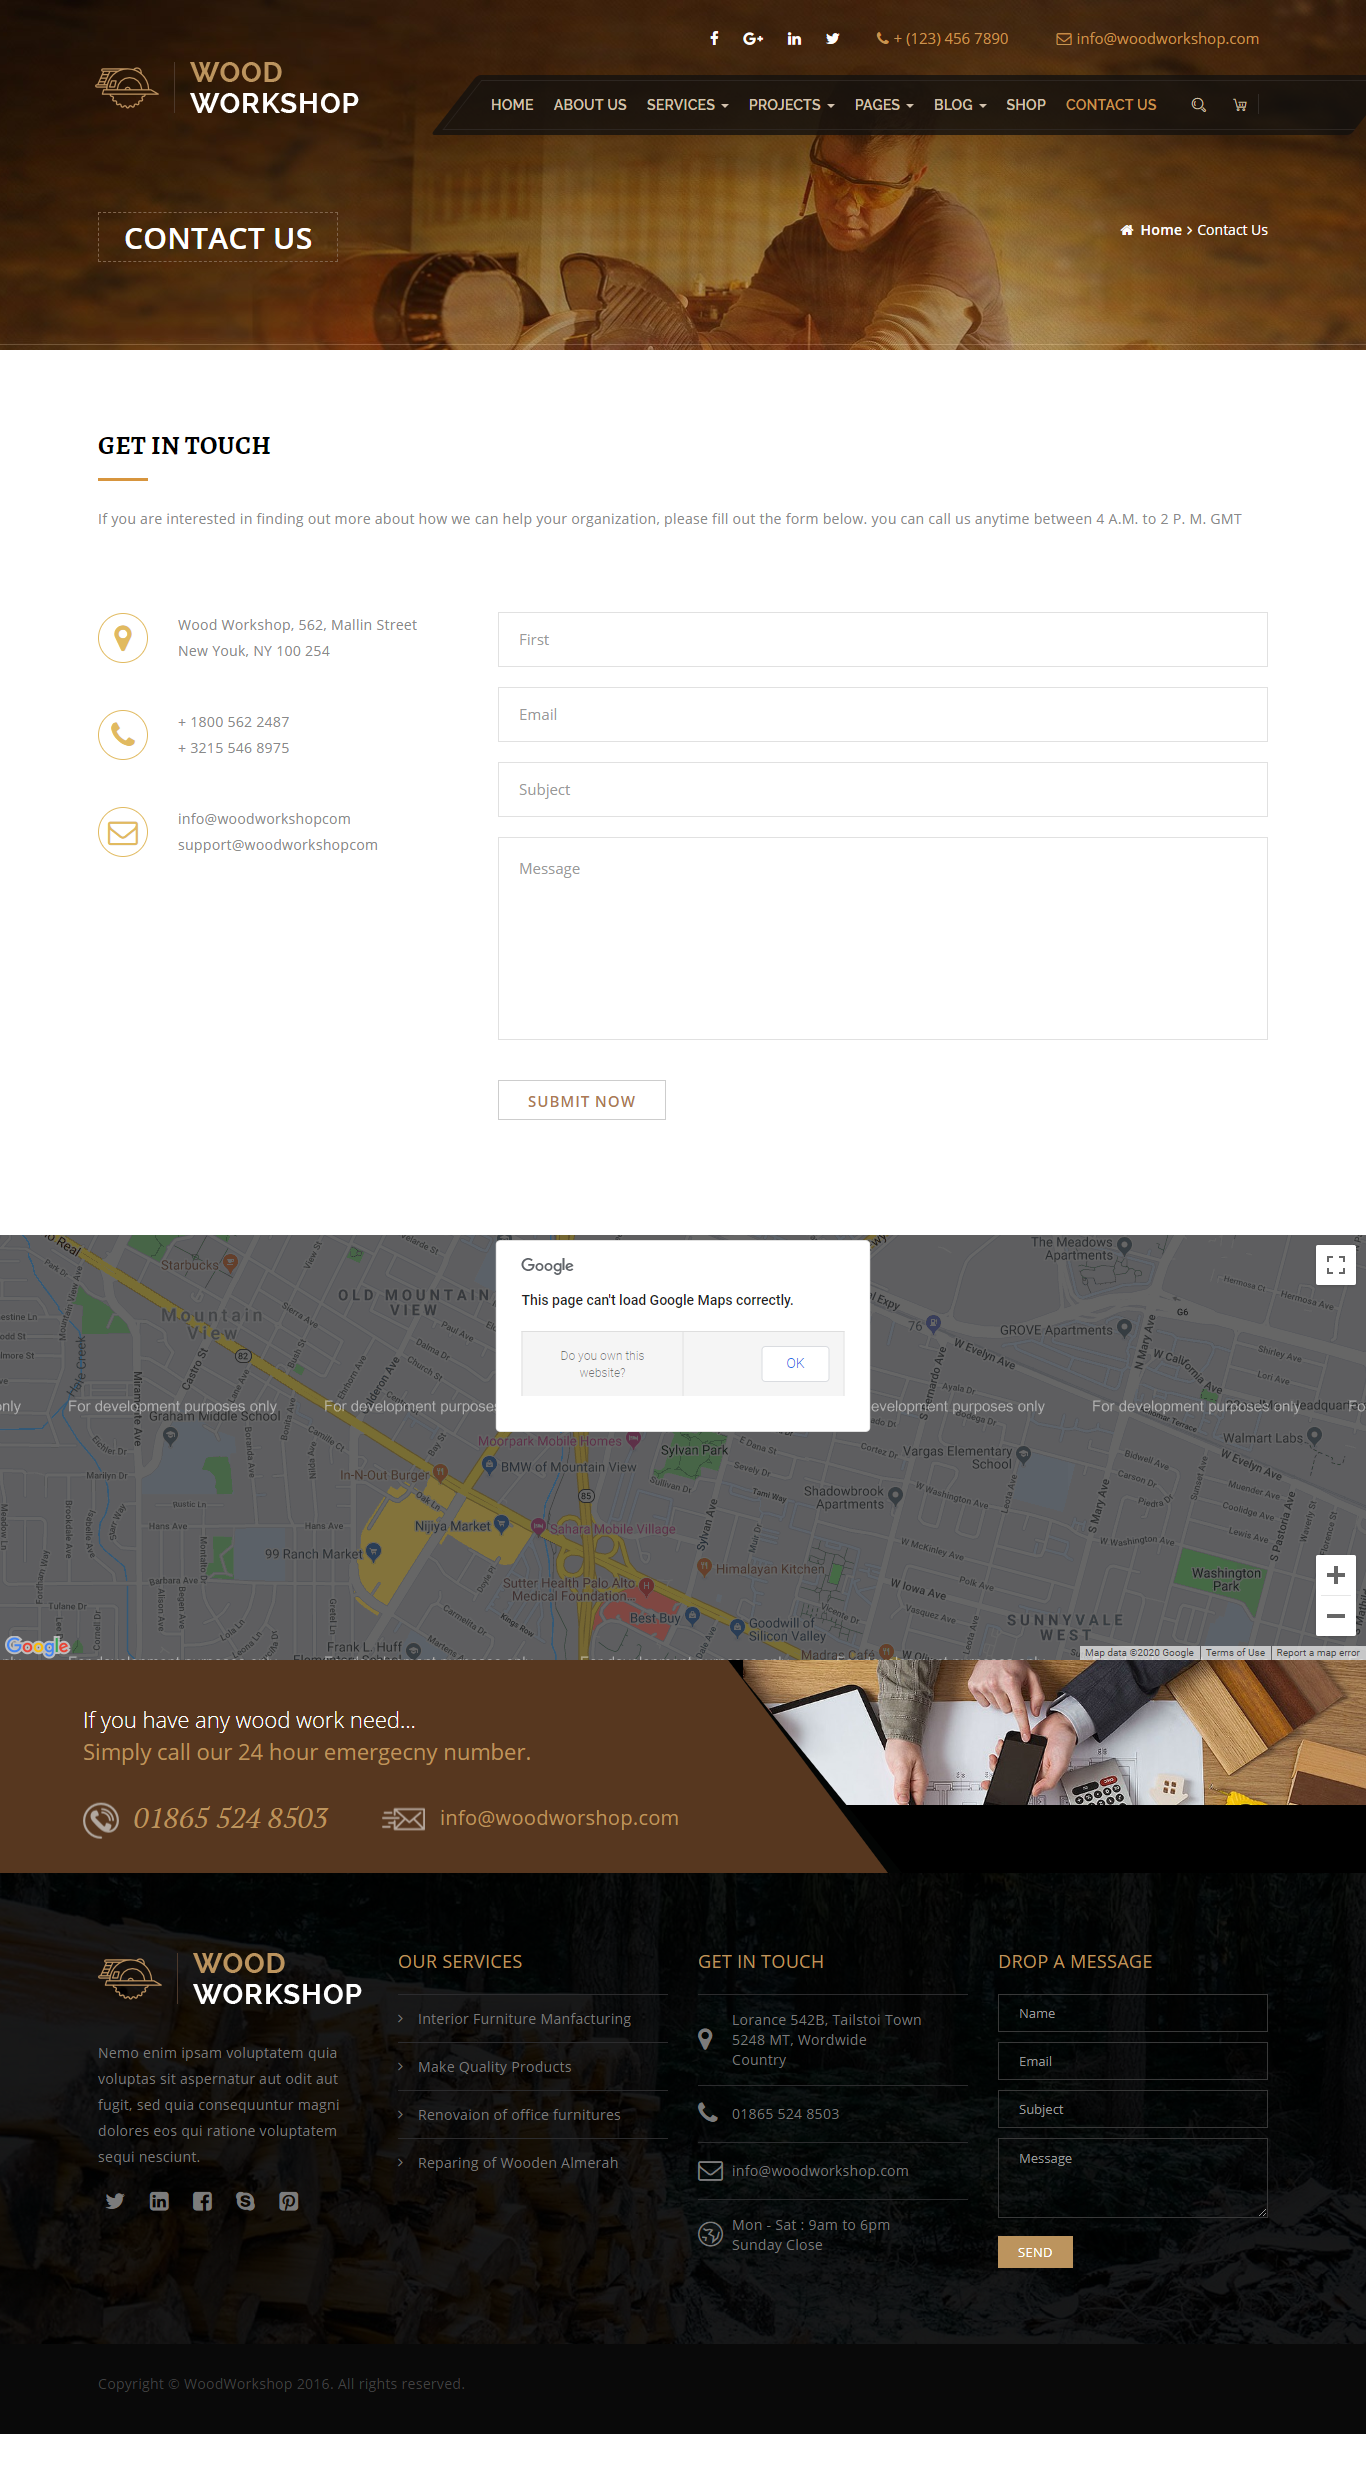 + (123) 456 7890
info@woodworkshop.com
WOOD
WORKSHOP
HOME
ABOUT US
SERVICES
PROJECTS
PAGES
BLOG
SHOP
CONTACT US
CONTACT US
Home > Contact Us
GET IN TOUCH
If you are interested in finding out more about how we can help your organization, please fill out the form below. you can call us anytime between 4 A.M. to 2 P. M. GMT
Wood Workshop, 562, Mallin Street
New Youk, NY 100 254
+ 1800 562 2487
+ 3215 546 8975
info@woodworkshopcom
support@woodworkshopcom
First
Email
Subject
Message
SUBMIT NOW
Google
This page can't load Google Maps correctly.
Do you own this
website?
OK
Starbucks
Mountain
View
OLD MOUNTAIN
VIEW
The Meadows
Apartments
GROVE Apartments
For development purposes only
Graham Middle School
Moorpark Mobile Homes
BMW of Mountain View
Sylvan Park
In-N-Out Burger
Nijiya Market
99 Ranch Market
Sahara Mobile Village
Vargas Elementary
School
Shadowbrook
Apartments
Walmart Labs
Himalayan Kitchen
Sutter Health Palo Alto
Medical Foundation...
Best Buy
Goodwill of
Silicon Valley
Washington
Park
SUNNYVALE
WEST
Frank L. Huff
Madras Café
Google
Map data ©2020 Google
Terms of Use
Report a map error
If you have any wood work need...
Simply call our 24 hour emergecny number.
01865 524 8503
info@woodworshop.com
WOOD
WORKSHOP
Nemo enim ipsam voluptatem quia
voluptas sit aspernatur aut odit aut
fugit, sed quia consequuntur magni
dolores eos qui ratione voluptatem
sequi nesciunt.
OUR SERVICES
Interior Furniture Manfacturing
Make Quality Products
Renovaion of office furnitures
Reparing of Wooden Almerah
GET IN TOUCH
Lorance 542B, Tailstoi Town
5248 MT, Wordwide
Country
01865 524 8503
info@woodworkshop.com
Mon - Sat : 9am to 6pm
Sunday Close
DROP A MESSAGE
Name
Email
Subject
Message
SEND
Copyright © WoodWorkshop 2016. All rights reserved.